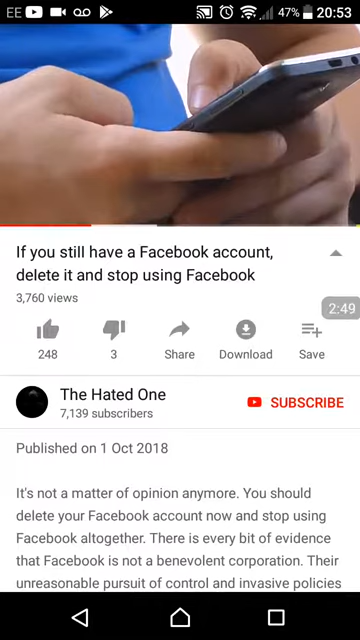 EE 47% 20:53
If you still have a Facebook account,
delete it and stop using Facebook
3,760 views
2:49
248 3 Share Download Save
The Hated One
7,139 subscribers
SUBSCRIBE
Published on 1 Oct 2018
It's not a matter of opinion anymore. You should
delete your Facebook account now and stop using
Facebook altogether. There is every bit of evidence
that Facebook is not a benevolent corporation. Their
unreasonable pursuit of control and invasive policies